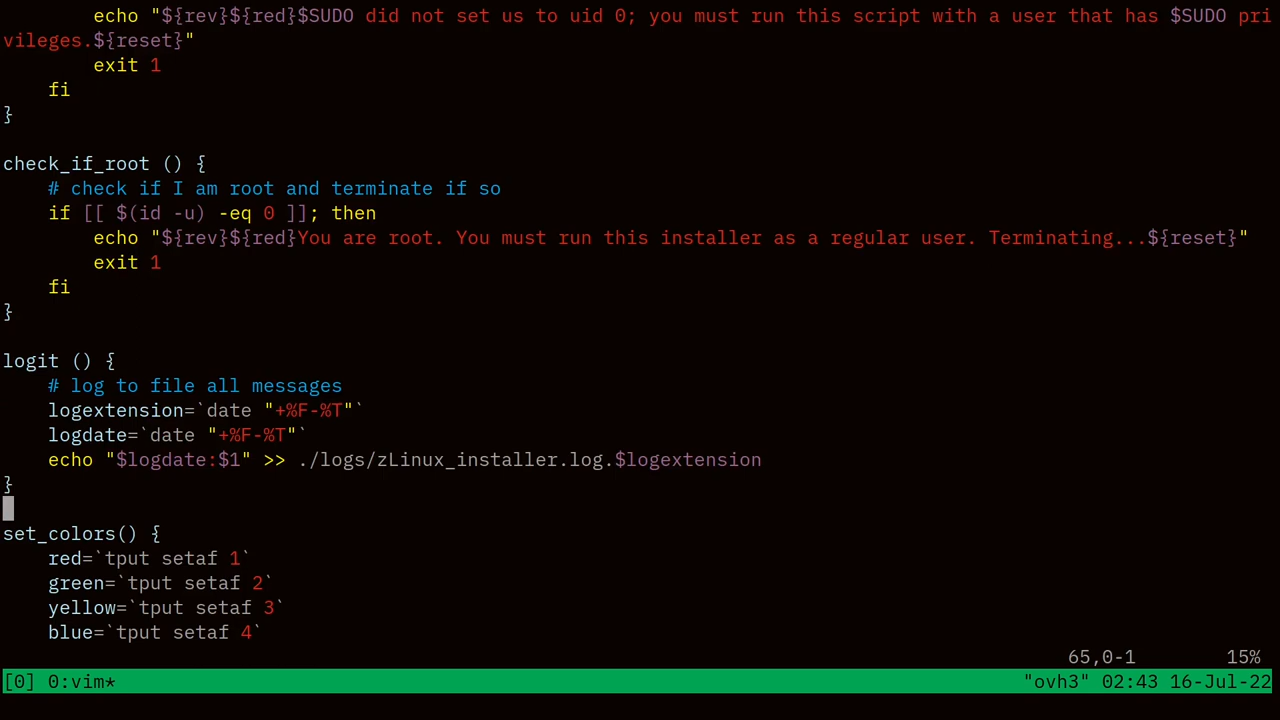 echo "${rev}${red}$SUDO did not set us to uid 0; you must run this script with a user that has $SUDO pri
vileges.${reset}"
        exit 1
    fi
}

check_if_root () {
    # check if I am root and terminate if so
    if [[ $(id -u) -eq 0 ]]; then
        echo "${rev}${red}You are root. You must run this installer as a regular user. Terminating...${reset}"
        exit 1
    fi
}

logit () {
    # log to file all messages
    logextension=`date "+%F-%T"`
    logdate=`date "+%F-%T"`
    echo "$logdate:$1" >> ./logs/zLinux_installer.log.$logextension
}

set_colors() {
    red=`tput setaf 1`
    green=`tput setaf 2`
    yellow=`tput setaf 3`
    blue=`tput setaf 4`
65,0-1 15%
[0] 0:vim* "ovh3" 02:43 16-Jul-22